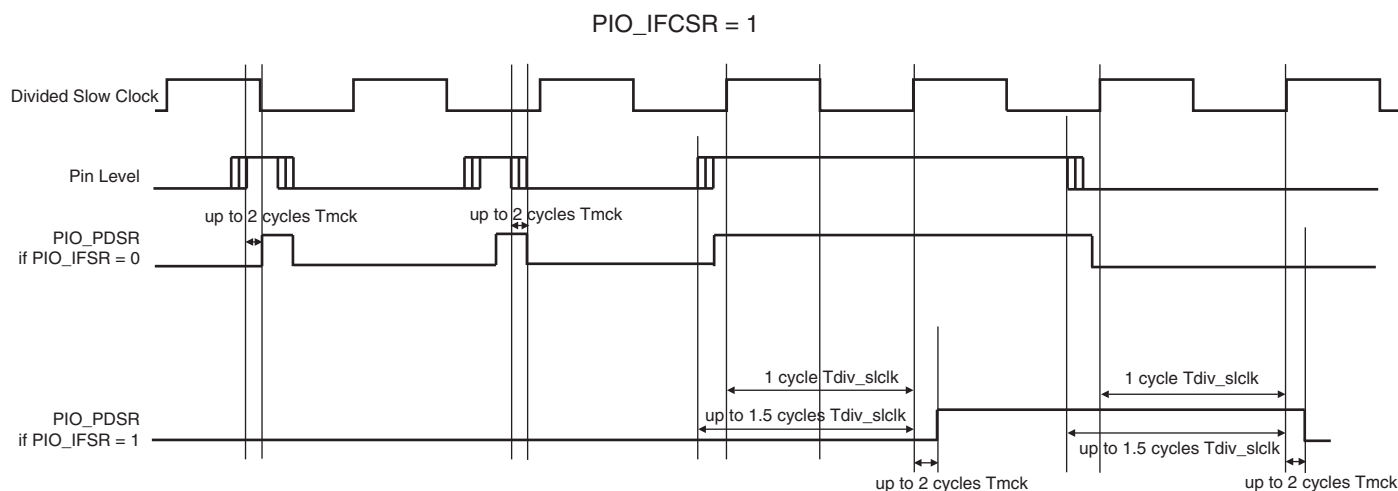 PIO_IFCSR = 1
Divided Slow Clock
Pin Level
up to 2 cycles Tmck
up to 2 cycles Tmck
PIO_PDSR
if PIO_IFSR = 0
1 cycle Tdiv_slclk
1 cycle Tdiv_slclk
PIO_PDSR
if PIO_IFSR = 1
up to 1.5 cycles Tdiv_slclk
up to 1.5 cycles Tdiv_slclk
up to 2 cycles Tmck
up to 2 cycles Tmck